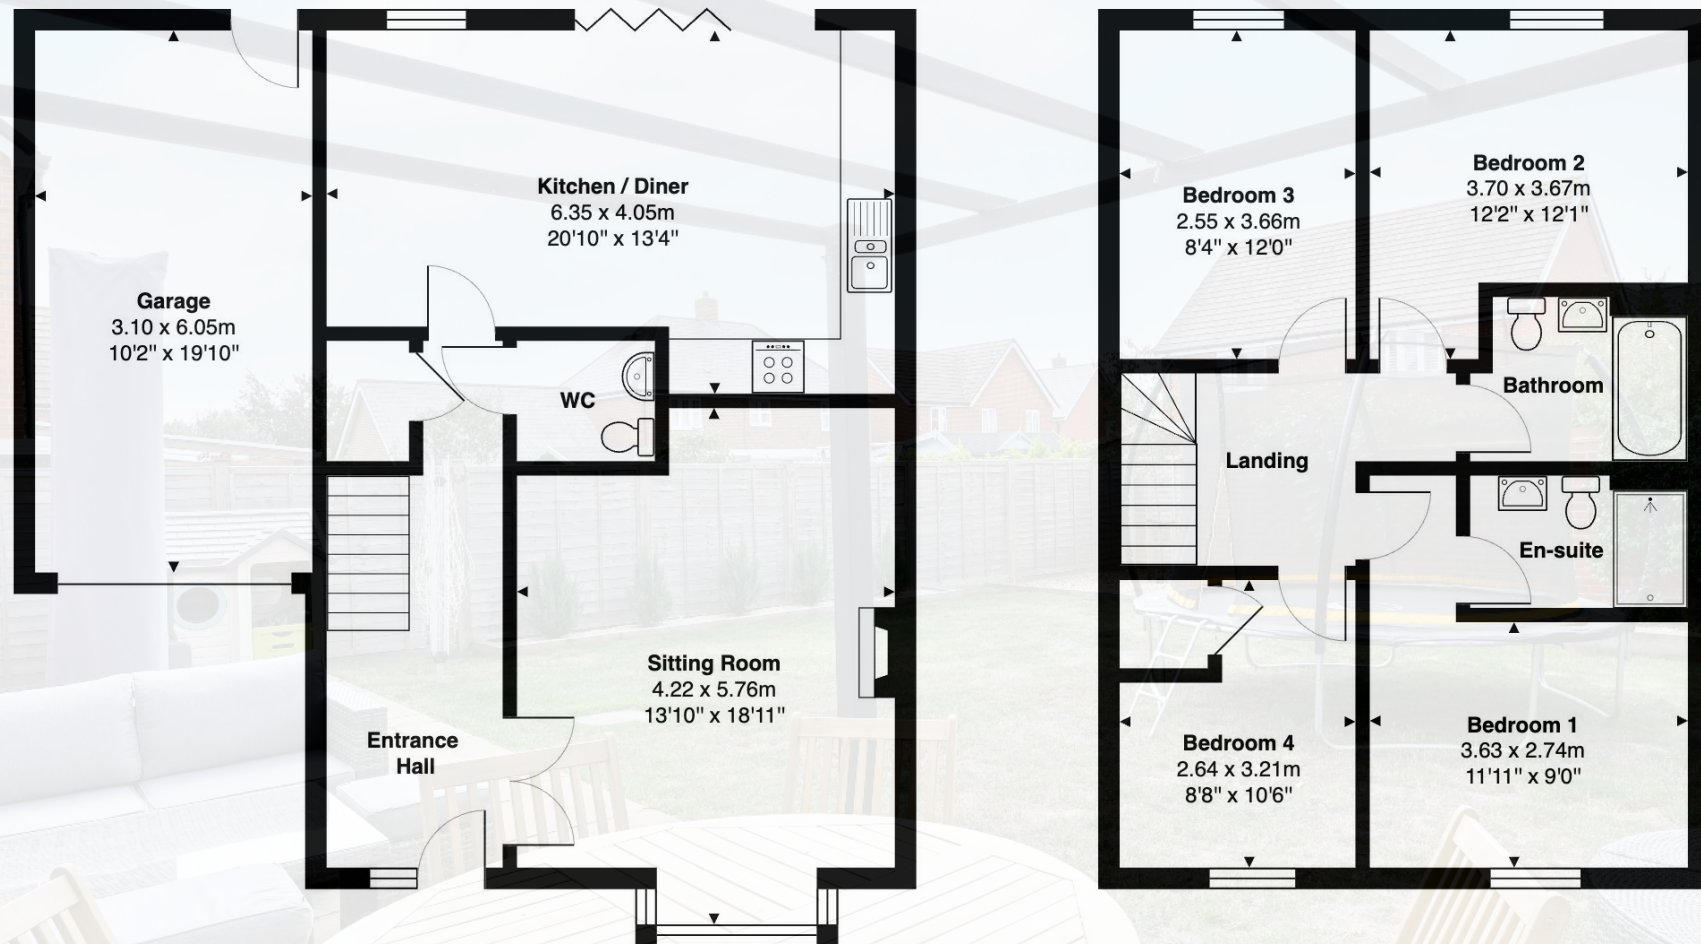 Kitchen / Diner
6.35 x 4.05m
20'10" x 13'4"
Garage
3.10 x 6.05m
10'2" x 19'10"
WC
Sitting Room
4.22 x 5.76m
13'10" x 18'11"
Entrance
Hall
Bedroom 3
2.55 x 3.66m
8'4" x 12'0"
Bedroom 2
3.70 x 3.67m
12'2" x 12'1"
Bathroom
Landing
En-suite
Bedroom 4
2.64 x 3.21m
8'8" x 10'6"
Bedroom 1
3.63 x 2.74m
11'11" x 9'0"